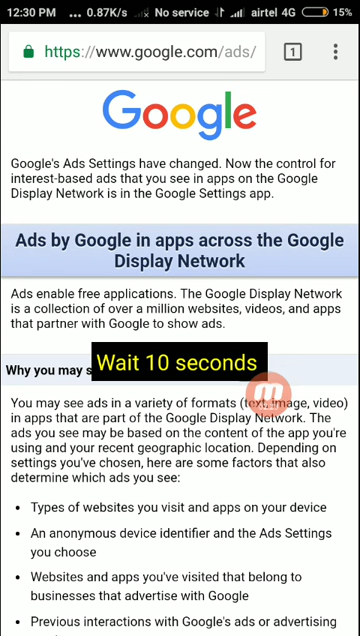 12:30 PM ... 0.87K/s No service airtel 4G 15%
https://www.google.com/ads/ 1
Google
Google's Ads Settings have changed. Now the control for
interest-based ads that you see in apps on the Google
Display Network is in the Google Settings app.
Ads by Google in apps across the Google
Display Network
Ads enable free applications. The Google Display Network
is a collection of over a million websites, videos, and apps
that partner with Google to show ads.
Wait 10 seconds
Why you may
You may see ads in a variety of formats (text, image, video)
in apps that are part of the Google Display Network. The
ads you see may be based on the content of the app you're
using and your recent geographic location. Depending on
settings you've chosen, here are some factors that also
determine which ads you see:
• Types of websites you visit and apps on your device
• An anonymous device identifier and the Ads Settings
you choose
• Websites and apps you've visited that belong to
businesses that advertise with Google
• Previous interactions with Google's ads or advertising